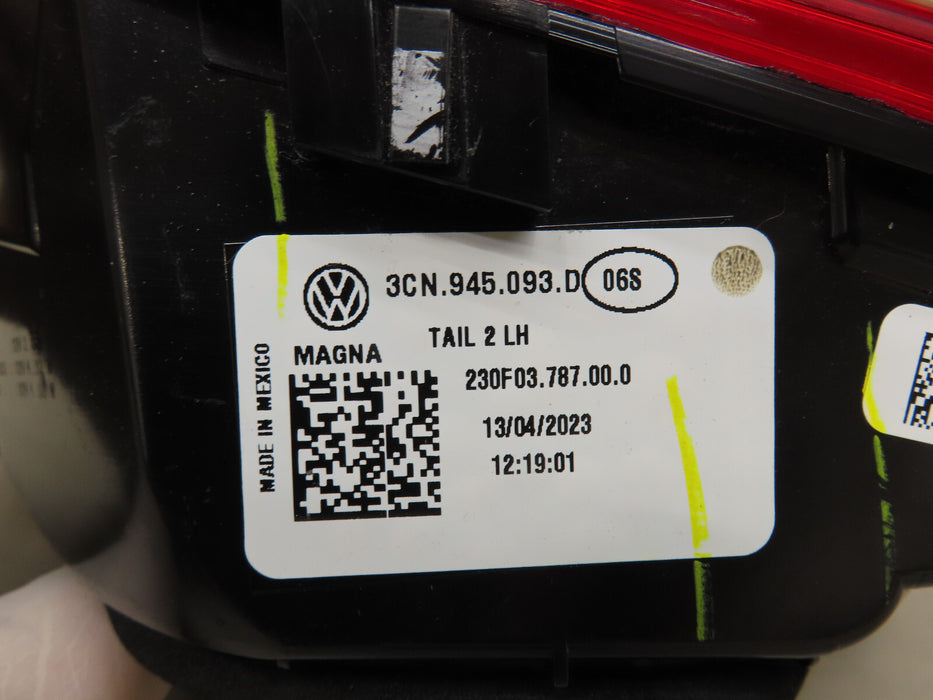 3CN.945.093.D 06S
TAIL 2 LH
MAGNA
230F03.787.00.0
13/04/2023
12:19:01
MADE IN MEXICO